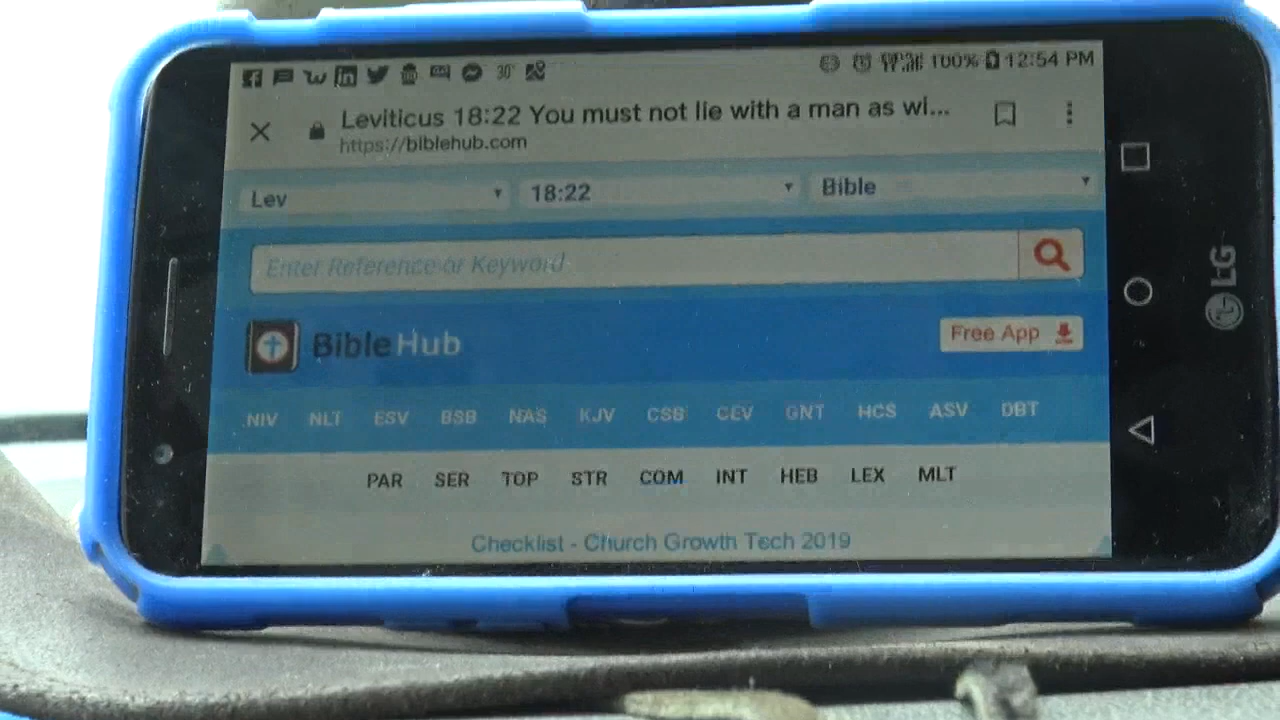 30° 100% 12:54 PM
Leviticus 18:22 You must not lie with a man as wi...
https://biblehub.com
Lev 18:22 Bible
Enter Reference or Keyword
BibleHub Free App
NIV NLT ESV BSB NAS KJV CSB CEV GNT HCS ASV DBT
PAR SER TOP STR COM INT HEB LEX MLT
Checklist - Church Growth Tech 2019
LG